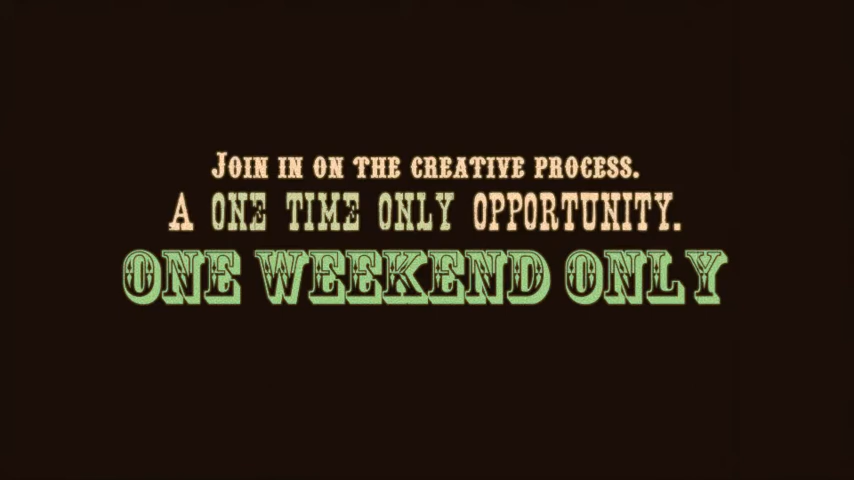 Join in on the creative process.
A ONE TIME ONLY OPPORTUNITY.
ONE WEEKEND ONLY